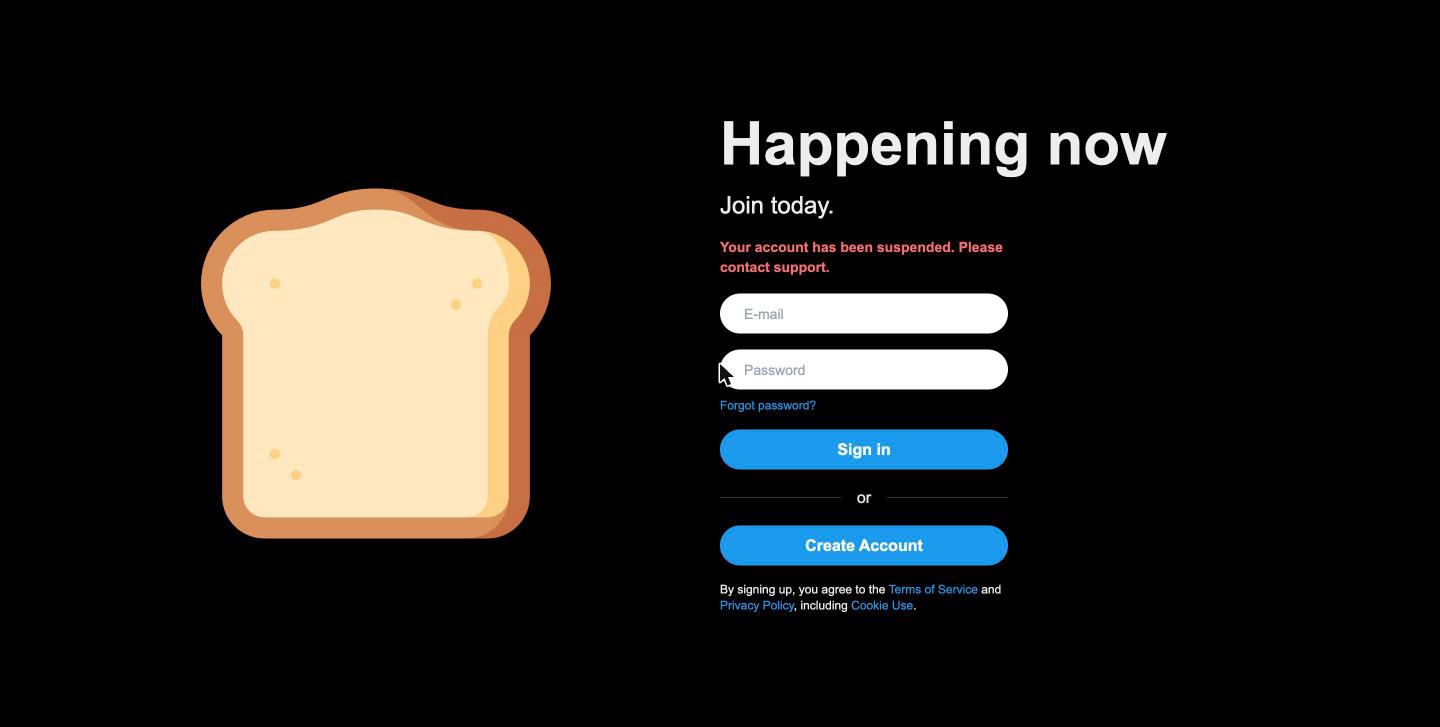 Happening now
Join today.
Your account has been suspended. Please
contact support.
E-mail
Password
Forgot password?
Sign in
or
Create Account
By signing up, you agree to the Terms of Service and
Privacy Policy, including Cookie Use.